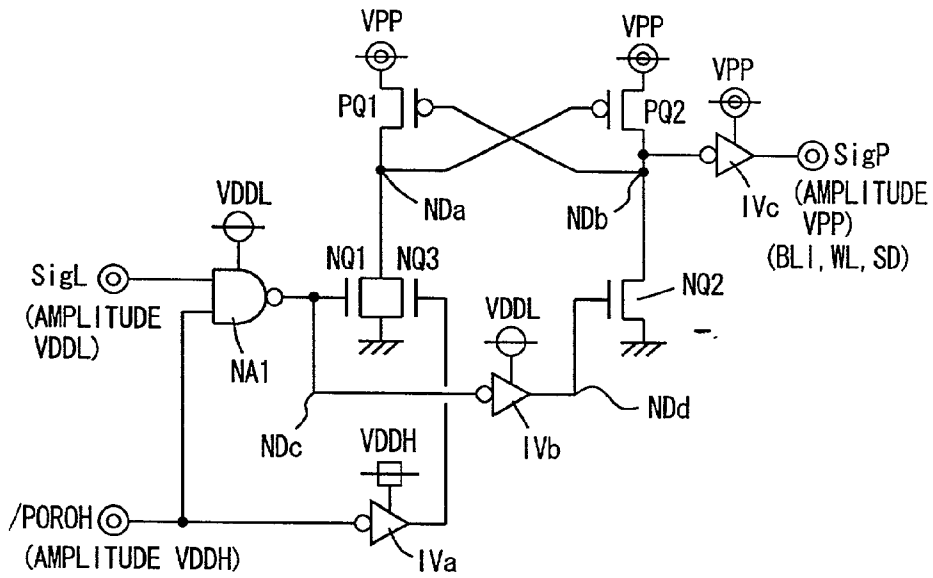 VPP
VPP
VPP
PQ1
PQ2
SigP
(AMPLITUDE
VPP)
(BLI, WL, SD)
IVc
NDa
NDb
VDDL
NQ1
NQ3
SigL
(AMPLITUDE
VDDL)
NA1
NQ2
VDDL
NDc
IVb
NDd
VDDH
/POROH
(AMPLITUDE VDDH)
IVa